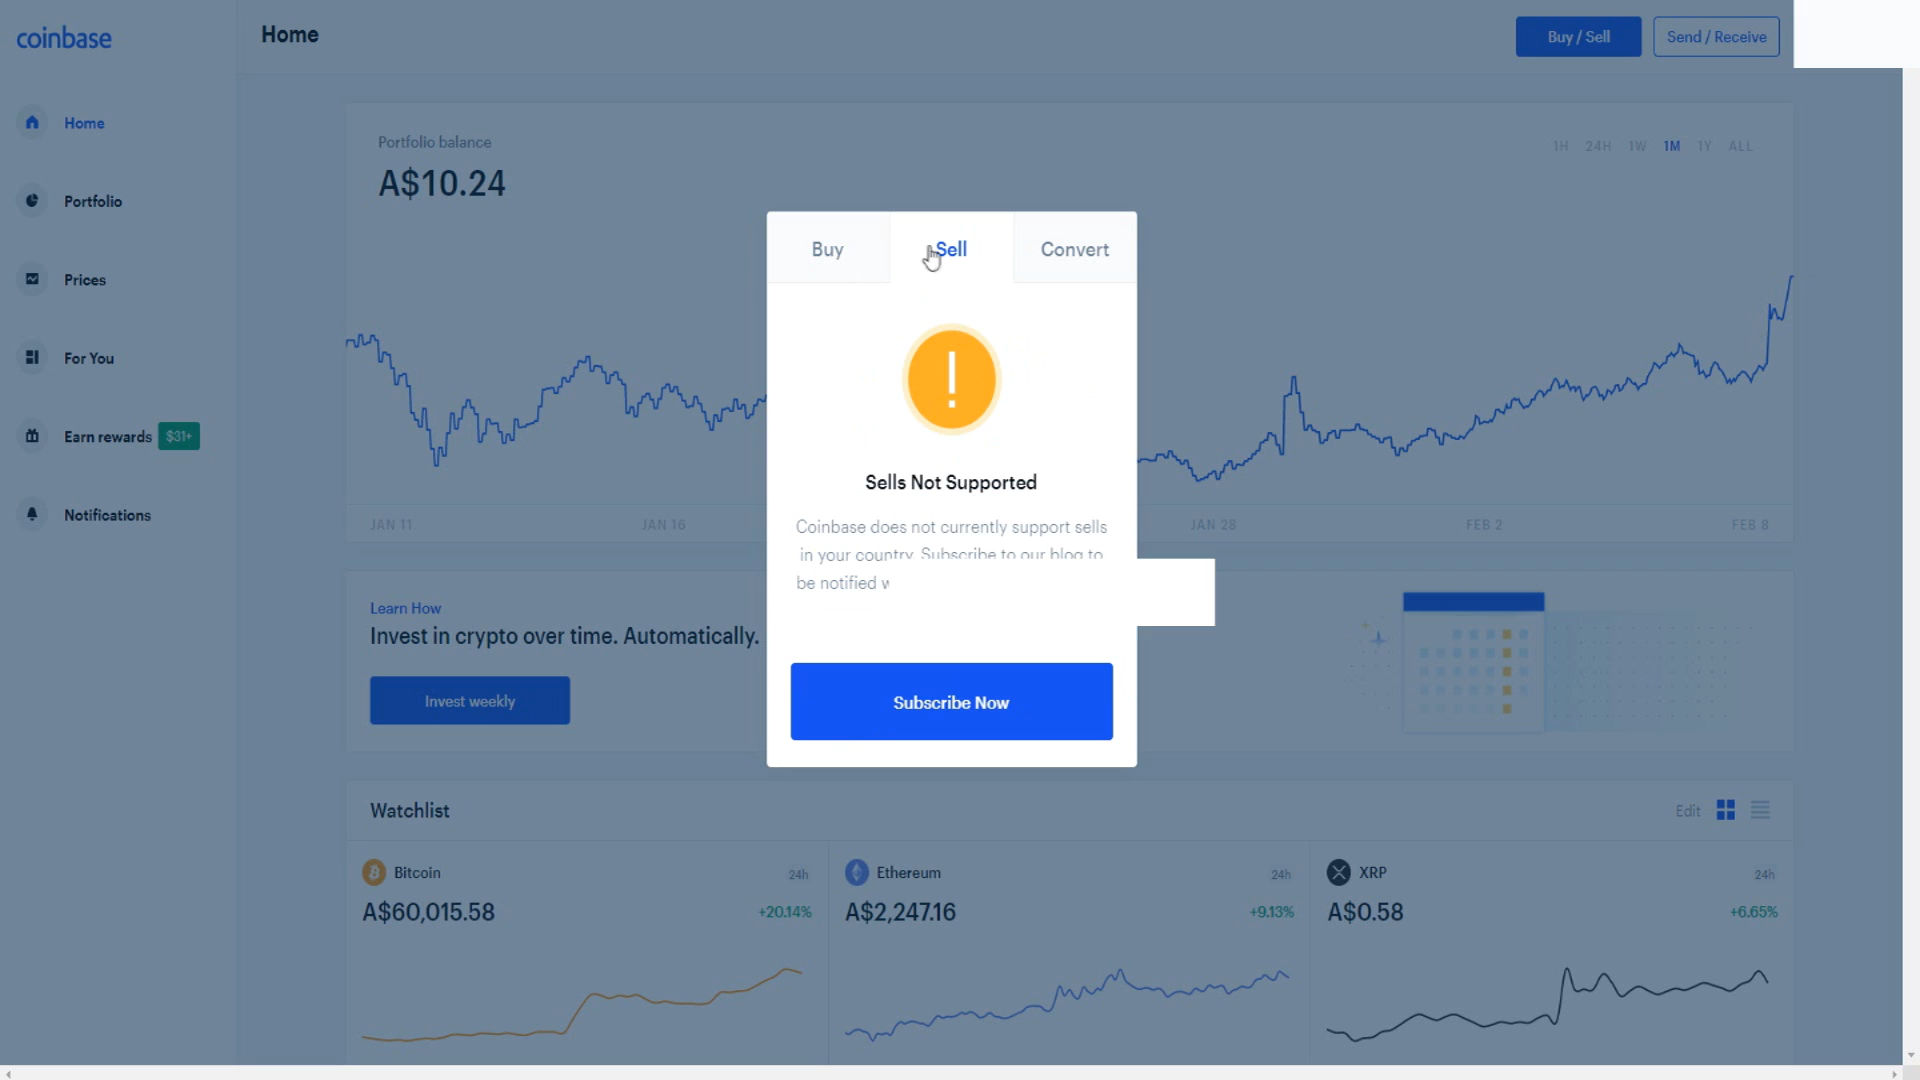 coinbase
Home
Buy / Sell
Send / Receive
Home
Portfolio
Prices
For You
Earn rewards $31+
Notifications
Portfolio balance
A$10.24
1H 24H 1W 1M 1Y ALL
Buy
Sell
Convert
Sells Not Supported
Coinbase does not currently support sells
in your country. Subscribe to our blog to
be notified
Subscribe Now
JAN 11
JAN 16
JAN 28
FEB 2
FEB 8
Learn How
Invest in crypto over time. Automatically.
Invest weekly
Watchlist
Edit
Bitcoin
24h
A$60,015.58
+20.14%
Ethereum
24h
A$2,247.16
+9.13%
XRP
24h
A$0.58
+6.65%